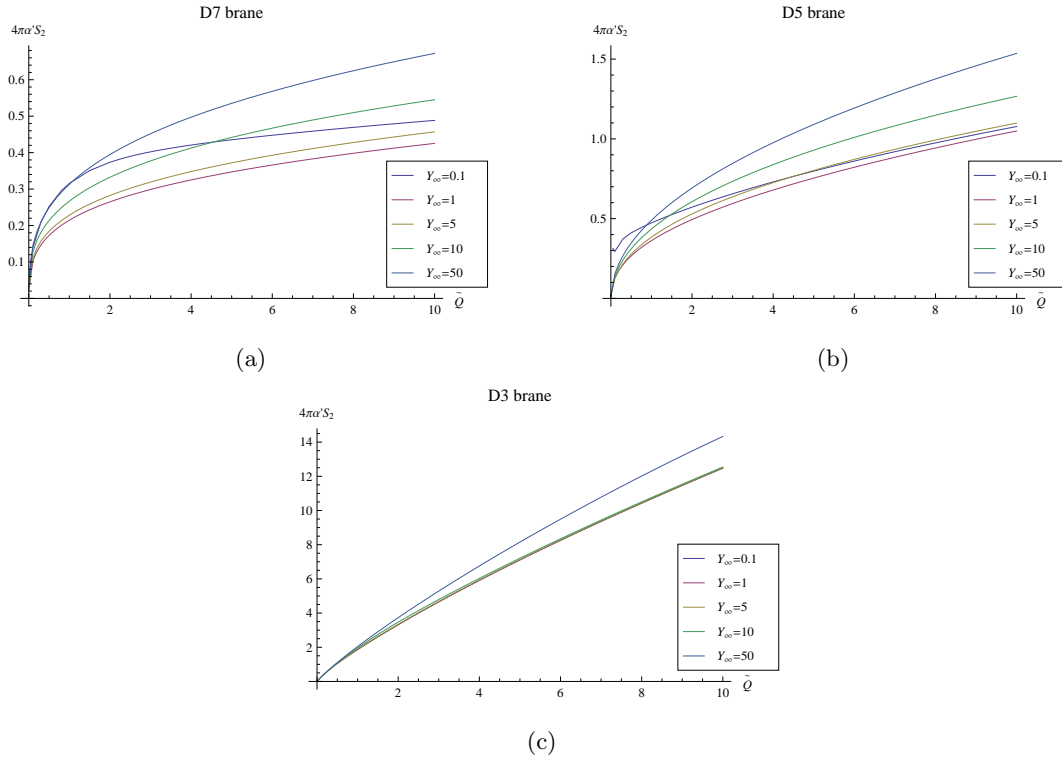 D7 brane
4πα'S₂
0.6
0.5
0.4
0.3
0.2
0.1
2 4 6 8 10
Q̃
Y∞=0.1
Y∞=1
Y∞=5
Y∞=10
Y∞=50
(a)
D5 brane
4πα'S₂
1.5
1.0
0.5
2 4 6 8 10
Q̃
Y∞=0.1
Y∞=1
Y∞=5
Y∞=10
Y∞=50
(b)
D3 brane
4πα'S₂
14
12
10
8
6
4
2
2 4 6 8 10
Q̃
Y∞=0.1
Y∞=1
Y∞=5
Y∞=10
Y∞=50
(c)